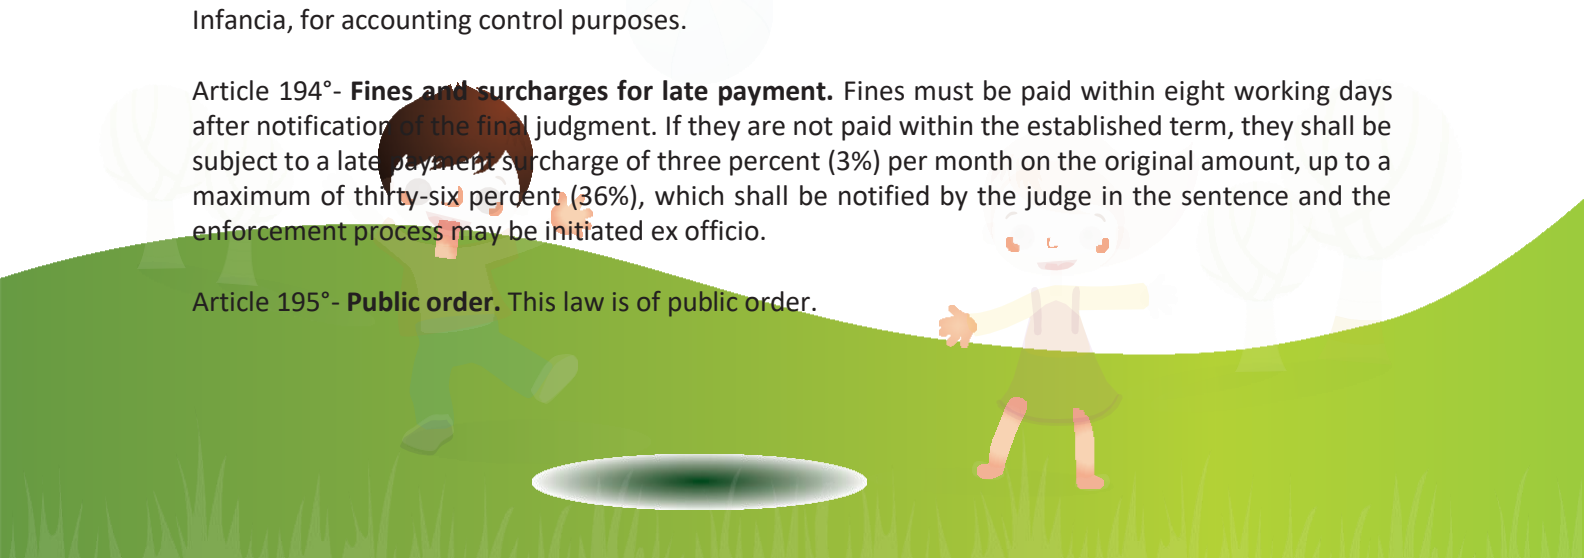 Infancia, for accounting control purposes.
Article 194°- Fines and surcharges for late payment. Fines must be paid within eight working days
after notification of the final judgment. If they are not paid within the established term, they shall be
subject to a late payment surcharge of three percent (3%) per month on the original amount, up to a
maximum of thirty-six percent (36%), which shall be notified by the judge in the sentence and the
enforcement process may be initiated ex officio.
Article 195°- Public order. This law is of public order.